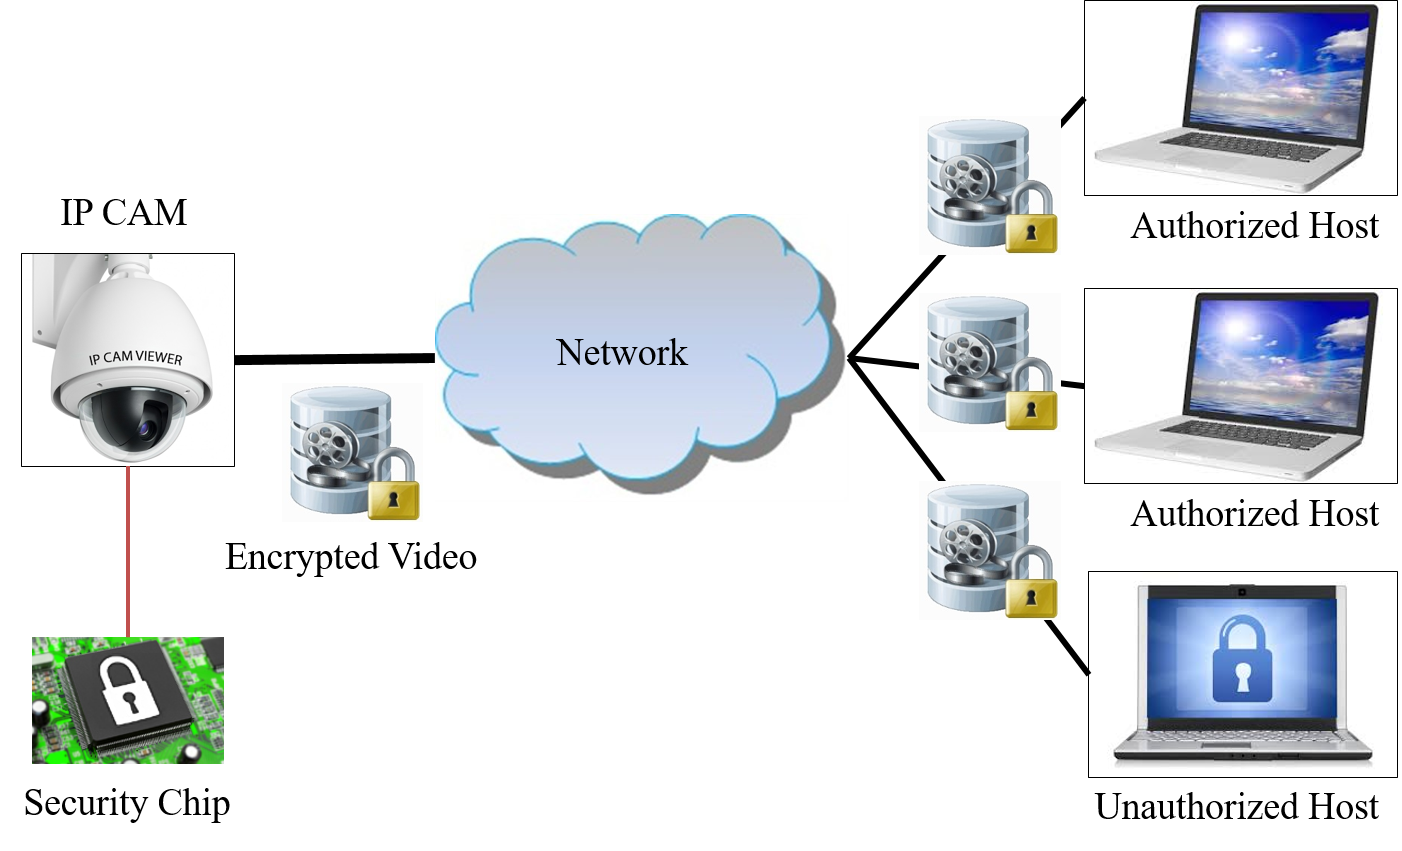 IP CAM
IP CAM VIEWER
Encrypted Video
Security Chip
Network
Authorized Host
Authorized Host
Unauthorized Host